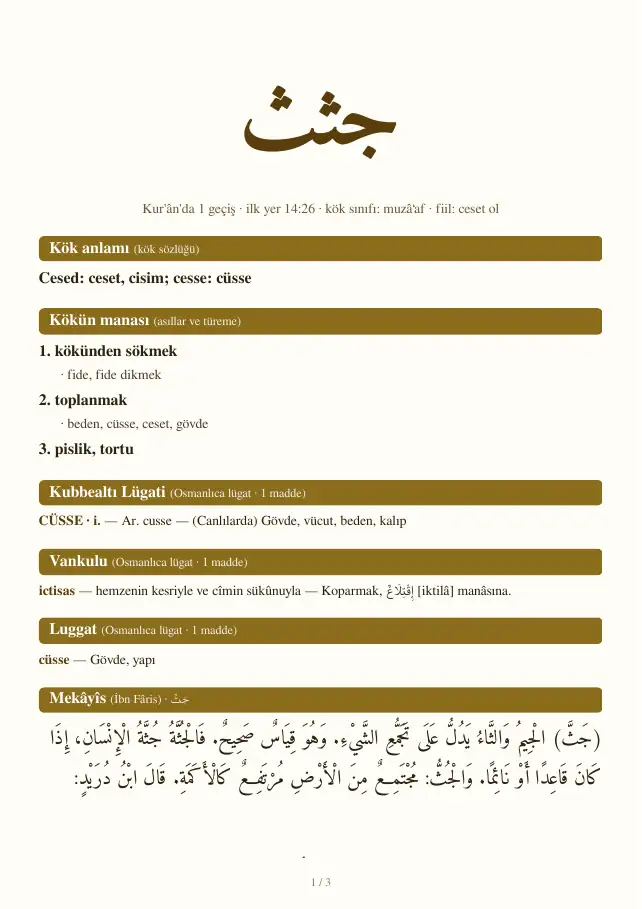 جثث
Kur'ân'da 1 geçiş · ilk yer 14:26 · kök sınıfı: muzâ‘af · fiil: ceset ol
Kök anlamı (kök sözlüğü)
Cesed: ceset, cisim; cesse: cüsse
Kökün manası (asıllar ve türeme)
1. kökünden sökmek
· fide, fide dikmek
2. toplanmak
· beden, cüsse, ceset, gövde
3. pislik, tortu
Kubbealtı Lügati (Osmanlıca lügat · 1 madde)
CÜSSE · i. — Ar. cusse — (Canlılarda) Gövde, vücut, beden, kalıp
Vankulu (Osmanlıca lügat · 1 madde)
ictisas — hemzenin kesriyle ve cîmin sükûnuyla — Koparmak, إِقْتِلَاعْ [iktilâ] manâsına.
Luggat (Osmanlıca lügat · 1 madde)
cüsse — Gövde, yapı
Mekâyîs (İbn Fâris) · جَثَّ
(جَثَّ) الْجِيمُ وَالثَّاءُ يَدُلُّ عَلَى تَجَمُّعِ الشَّيْءِ. وَهُوَ قِيَاسٌ صَحِيحٌ. فَالْجُثَّةُ جُثَّةُ الْإِنْسَانِ، إِذَا
كَانَ قَاعِدًا أَوْ نَائِمًا. وَالْجُثُّ: مُجْتَمِعٌ مِنَ الْأَرْضِ مُرْتَفِعٌ كَالْأَكَمَةِ. قَالَ ابْنُ دُرَيْدٍ:
1 / 3